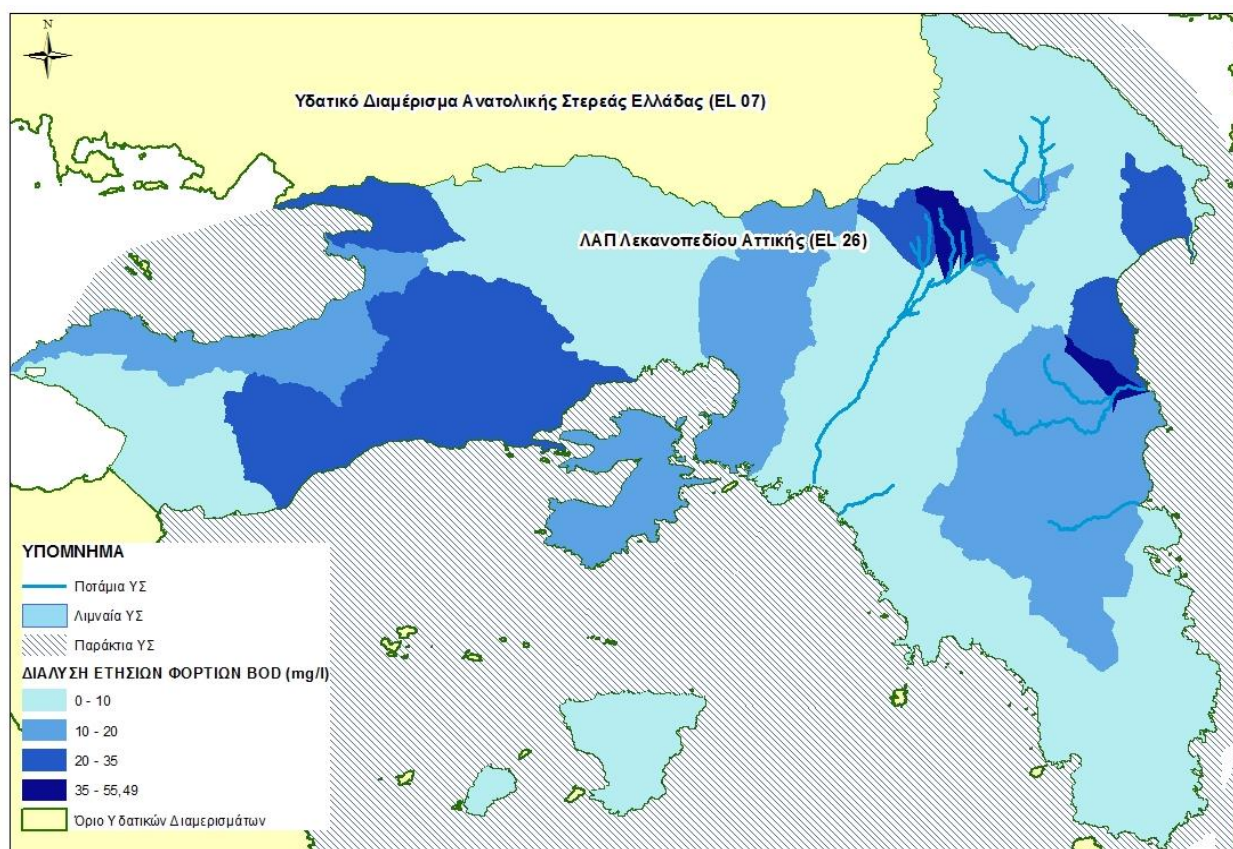 N
Υδατικό Διαμέρισμα Ανατολικής Στερεάς Ελλάδας (EL 07)
ΛΑΠ Λεκανοπεδίου Αττικής (EL 26)
ΥΠΟΜΝΗΜΑ
Ποτάμια ΥΣ
Λιμναία ΥΣ
Παράκτια ΥΣ
ΔΙΑΛΥΣΗ ΕΤΗΣΙΩΝ ΦΟΡΤΙΩΝ BOD (mg/l)
0 - 10
10 - 20
20 - 35
35 - 55,49
Όριο Υδατικών Διαμερισμάτων